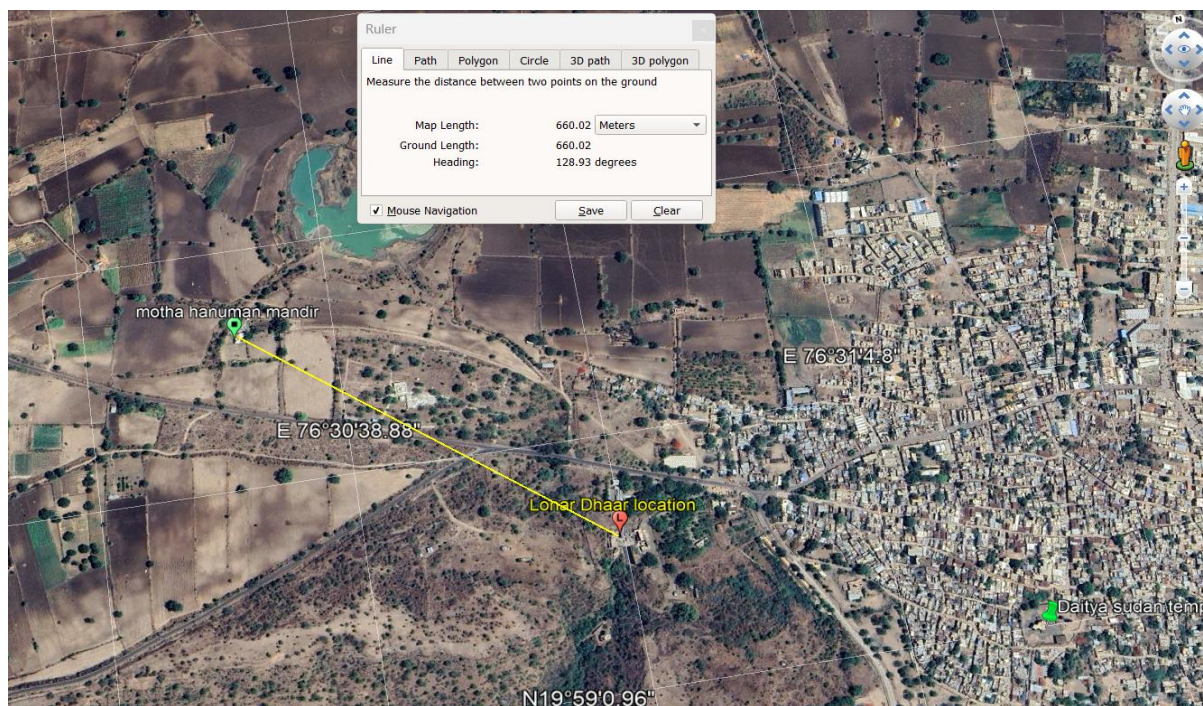 Ruler
Line Path Polygon Circle 3D path 3D polygon
Measure the distance between two points on the ground
Map Length: 660.02 Meters
Ground Length: 660.02
Heading: 128.93 degrees
Mouse Navigation Save Clear
N
motha hanuman mandir
E 76°31'4.8"
E 76°30'38.88"
Lonar Dhaar location
L
Daitya sudan tem
N19°59'0.96"